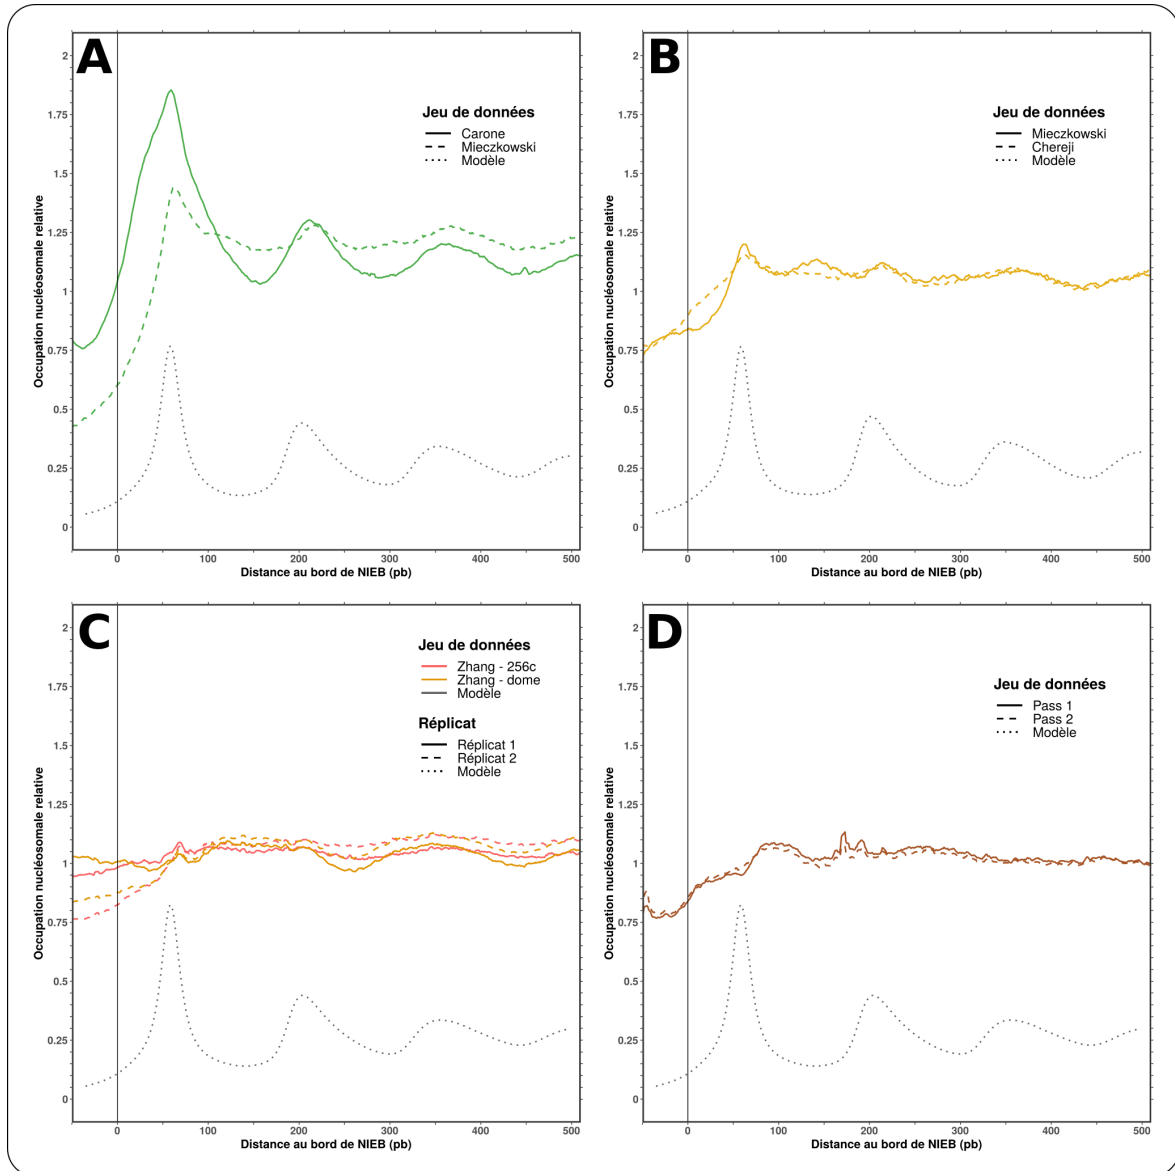 A
2
1.75
1.5
1.25
1
0.75
0.5
0.25
0
Occupation nucléosomale relative
Jeu de données
Carone
Mieczkowski
Modèle
0 100 200 300 400 500
Distance au bord de NIEB (pb)
B
2
1.75
1.5
1.25
1
0.75
0.5
0.25
0
Occupation nucléosomale relative
Jeu de données
Mieczkowski
Chereji
Modèle
0 100 200 300 400 500
Distance au bord de NIEB (pb)
C
2
1.75
1.5
1.25
1
0.75
0.5
0.25
0
Occupation nucléosomale relative
Jeu de données
Zhang - 256c
Zhang - dome
Modèle
Réplicat
Réplicat 1
Réplicat 2
Modèle
0 100 200 300 400 500
Distance au bord de NIEB (pb)
D
2
1.75
1.5
1.25
1
0.75
0.5
0.25
0
Occupation nucléosomale relative
Jeu de données
Pass 1
Pass 2
Modèle
0 100 200 300 400 500
Distance au bord de NIEB (pb)